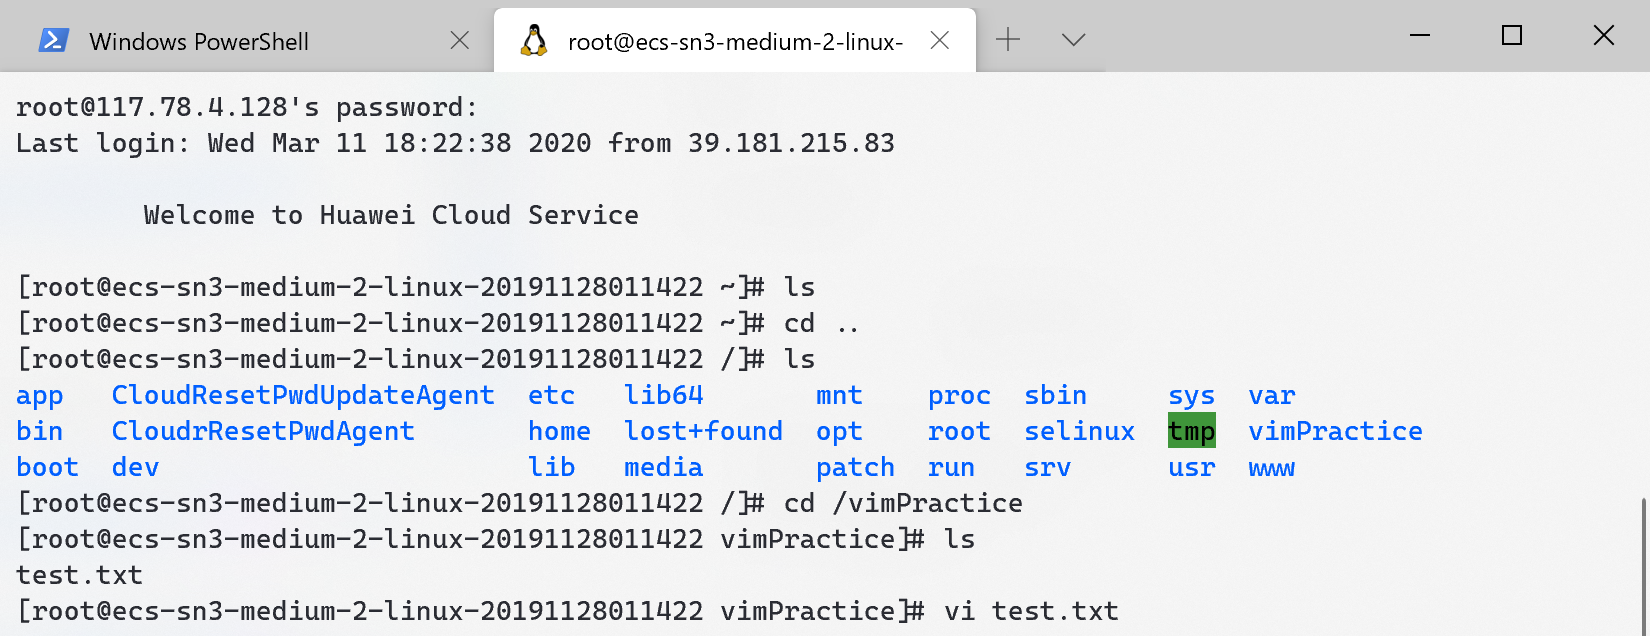 Windows PowerShell root@ecs-sn3-medium-2-linux-
root@117.78.4.128's password:
Last login: Wed Mar 11 18:22:38 2020 from 39.181.215.83
Welcome to Huawei Cloud Service
[root@ecs-sn3-medium-2-linux-20191128011422 ~]# ls
[root@ecs-sn3-medium-2-linux-20191128011422 ~]# cd ..
[root@ecs-sn3-medium-2-linux-20191128011422 /]# ls
app CloudResetPwdUpdateAgent etc lib64 mnt proc sbin sys var
bin CloudrResetPwdAgent home lost+found opt root selinux tmp vimPractice
boot dev lib media patch run srv usr www
[root@ecs-sn3-medium-2-linux-20191128011422 /]# cd /vimPractice
[root@ecs-sn3-medium-2-linux-20191128011422 vimPractice]# ls
test.txt
[root@ecs-sn3-medium-2-linux-20191128011422 vimPractice]# vi test.txt